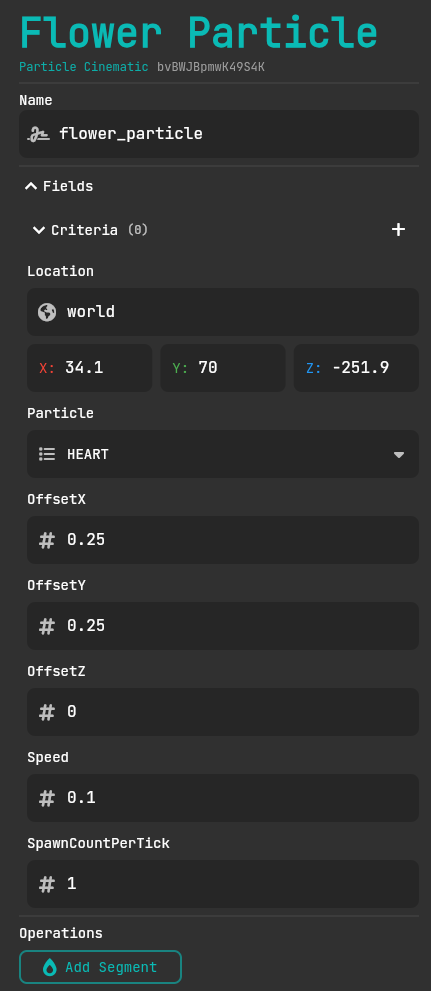 Flower Particle
Particle Cinematic bvBWJBpmwK49S4K
Name
flower_particle
Fields
Criteria (0) +
Location
world
X: 34.1 Y: 70 Z: -251.9
Particle
HEART
OffsetX
# 0.25
OffsetY
# 0.25
OffsetZ
# 0
Speed
# 0.1
SpawnCountPerTick
# 1
Operations
Add Segment